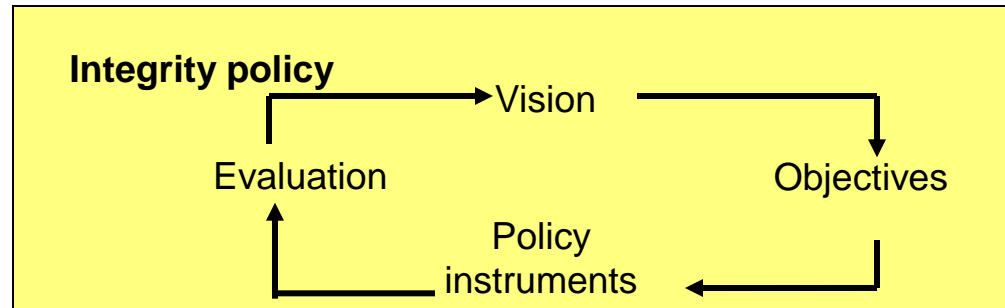 Integrity policy
Vision
Evaluation
Objectives
Policy
instruments